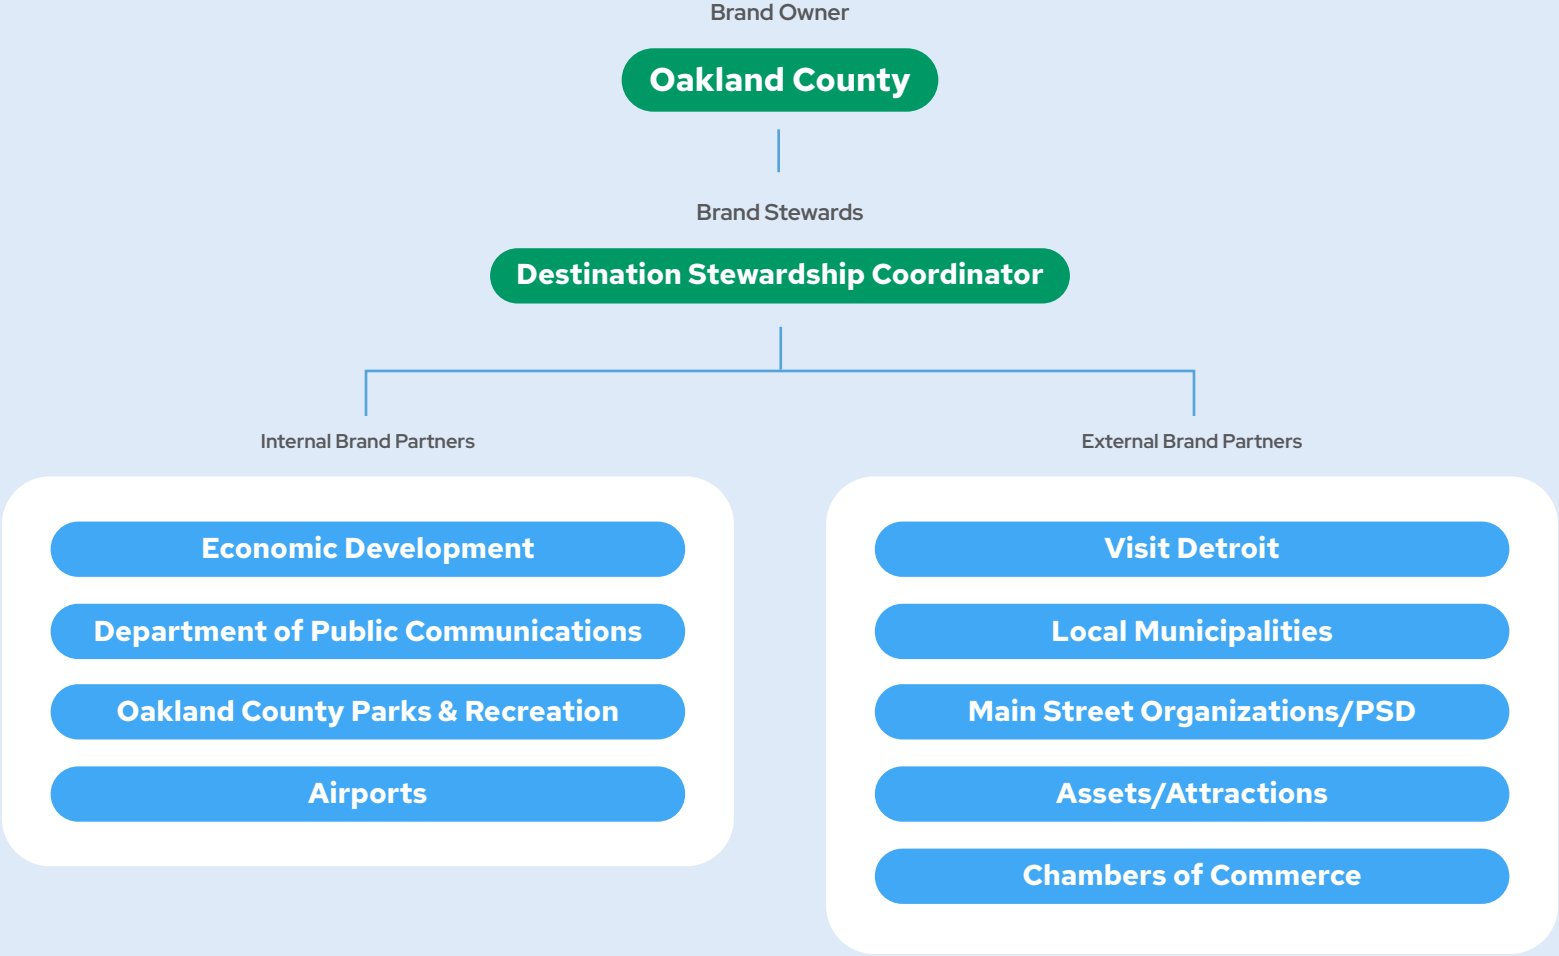 Brand Owner
Oakland County
Brand Stewards
Destination Stewardship Coordinator
Internal Brand Partners
Economic Development
Department of Public Communications
Oakland County Parks & Recreation
Airports
External Brand Partners
Visit Detroit
Local Municipalities
Main Street Organizations/PSD
Assets/Attractions
Chambers of Commerce